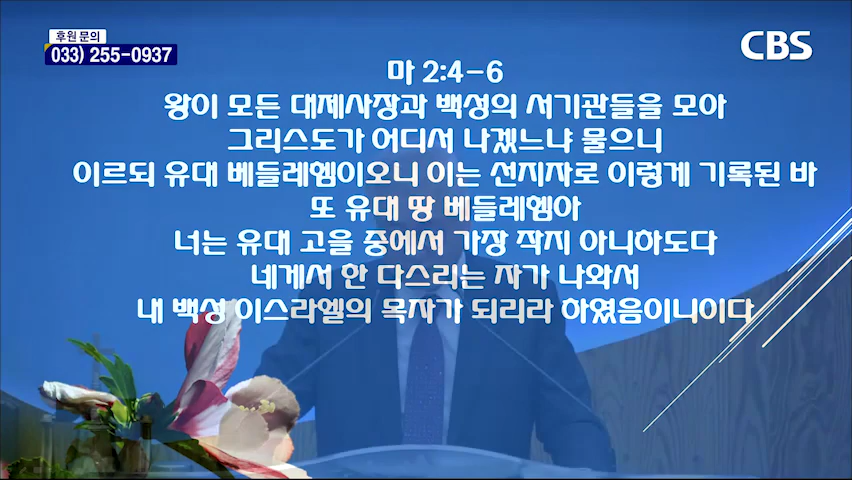 후원 문의
033) 255-0937
CBS
마 2:4-6
왕이 모든 대제사장과 백성의 서기관들을 모아
그리스도가 어디서 나겠느냐 물으니
이르되 유대 베들레헴이오니 이는 선지자로 이렇게 기록된 바
또 유대 땅 베들레헴아
너는 유대 고을 중에서 가장 작지 아니하도다
네게서 한 다스리는 자가 나와서
내 백성 이스라엘의 목자가 되리라 하였음이니이다